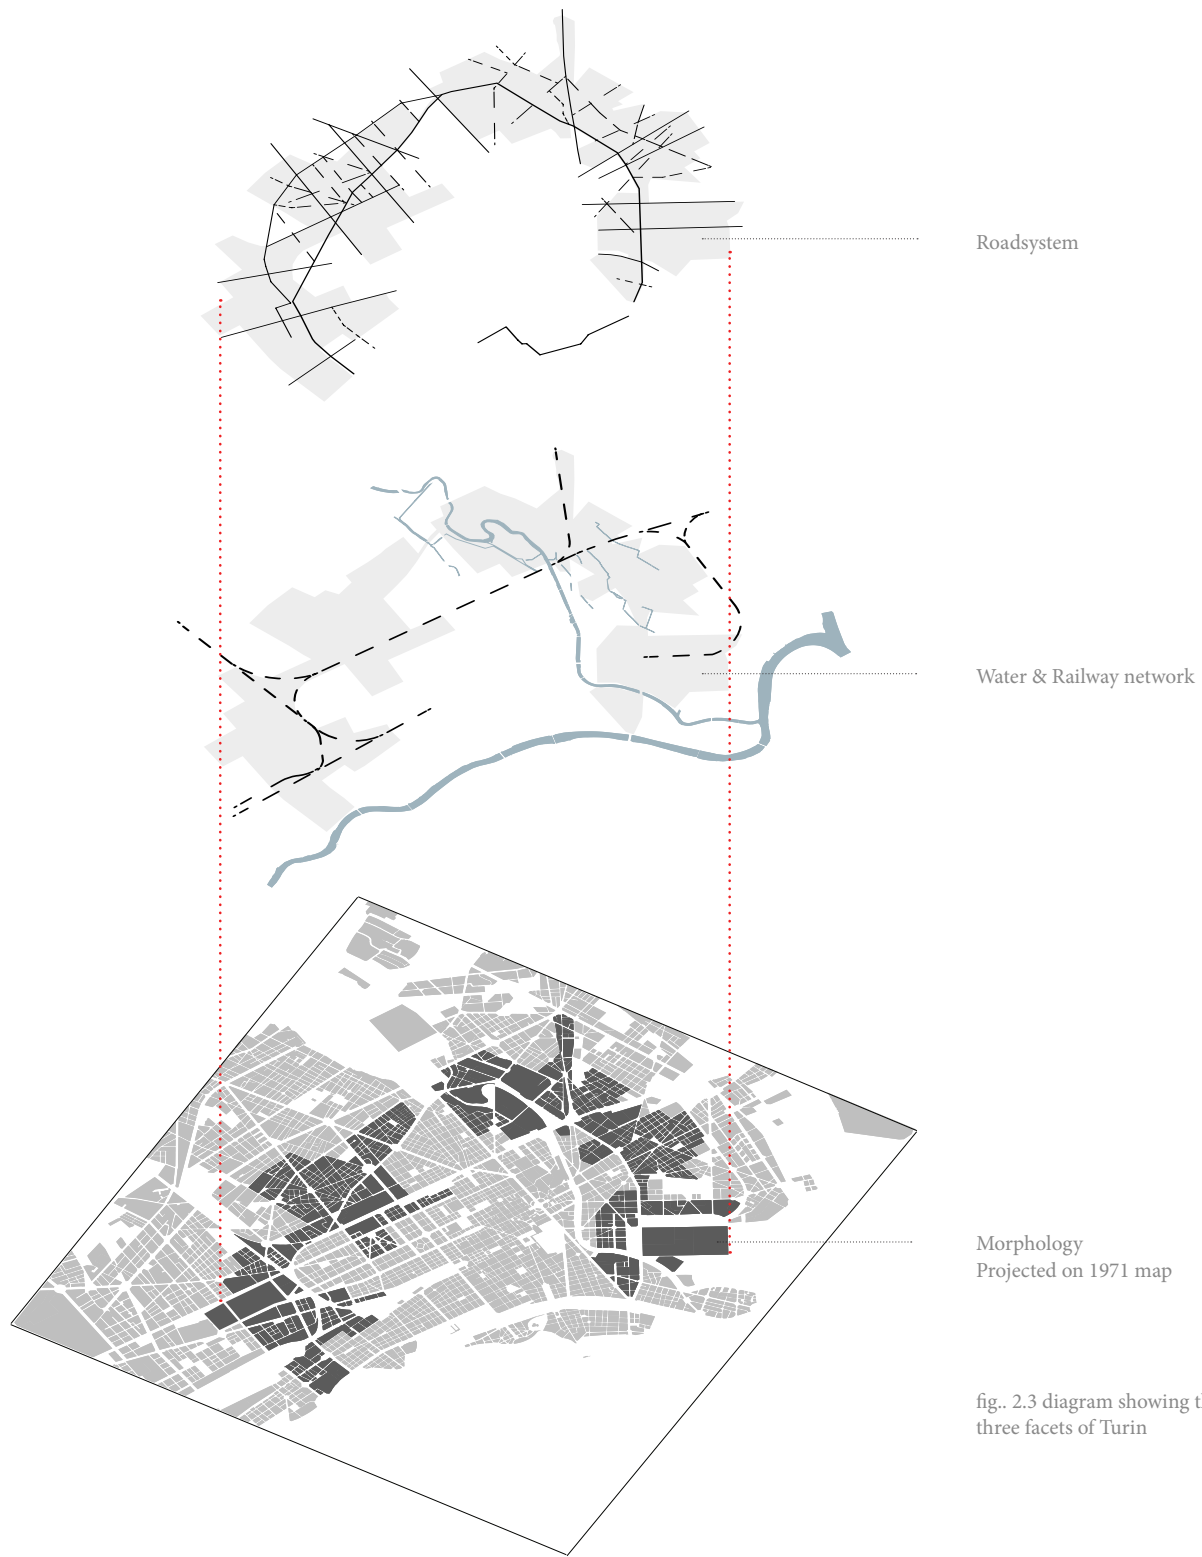 Roadsystem
Water & Railway network
Morphology
Projected on 1971 map
fig.. 2.3 diagram showing
three facets of Turin